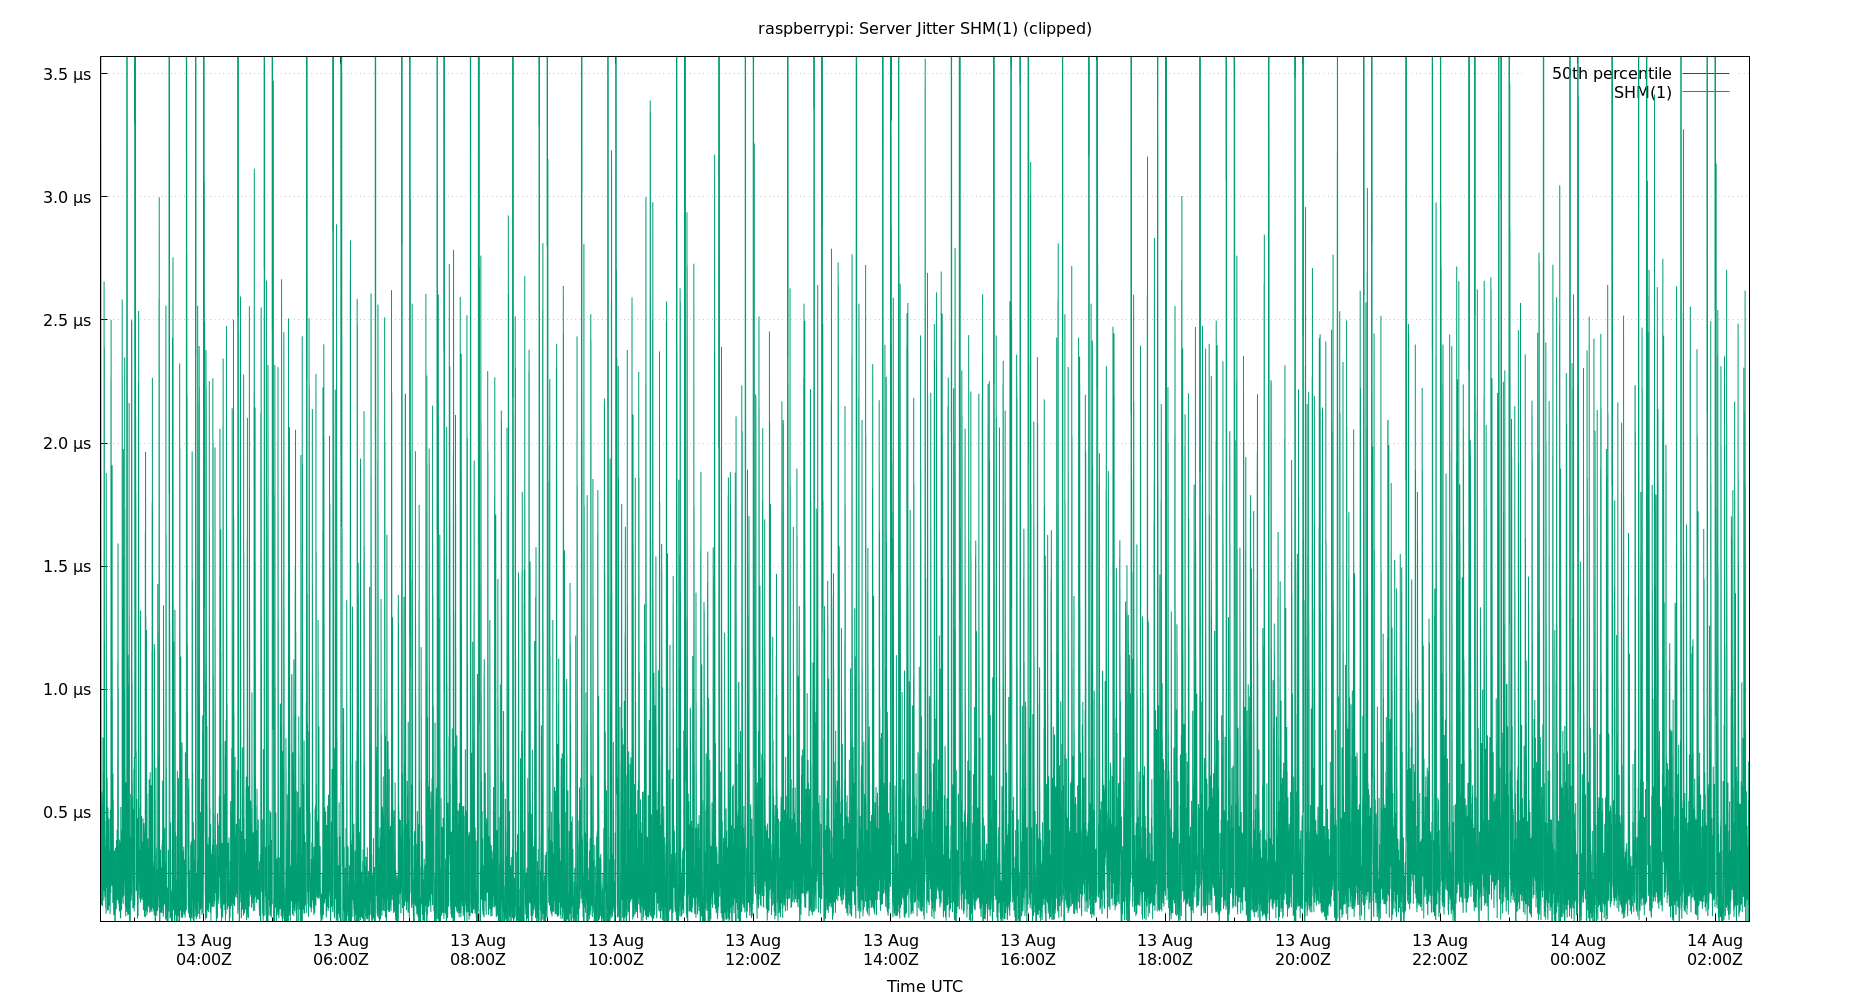 raspberrypi: Server Jitter SHM(1) (clipped)
3.5 µs
3.0 µs
2.5 µs
2.0 µs
1.5 µs
1.0 µs
0.5 µs
50th percentile
SHM(1)
13 Aug 13 Aug 13 Aug 13 Aug 13 Aug 13 Aug 13 Aug 13 Aug 13 Aug 13 Aug 14 Aug 14 Aug
04:00Z 06:00Z 08:00Z 10:00Z 12:00Z 14:00Z 16:00Z 18:00Z 20:00Z 22:00Z 00:00Z 02:00Z
Time UTC